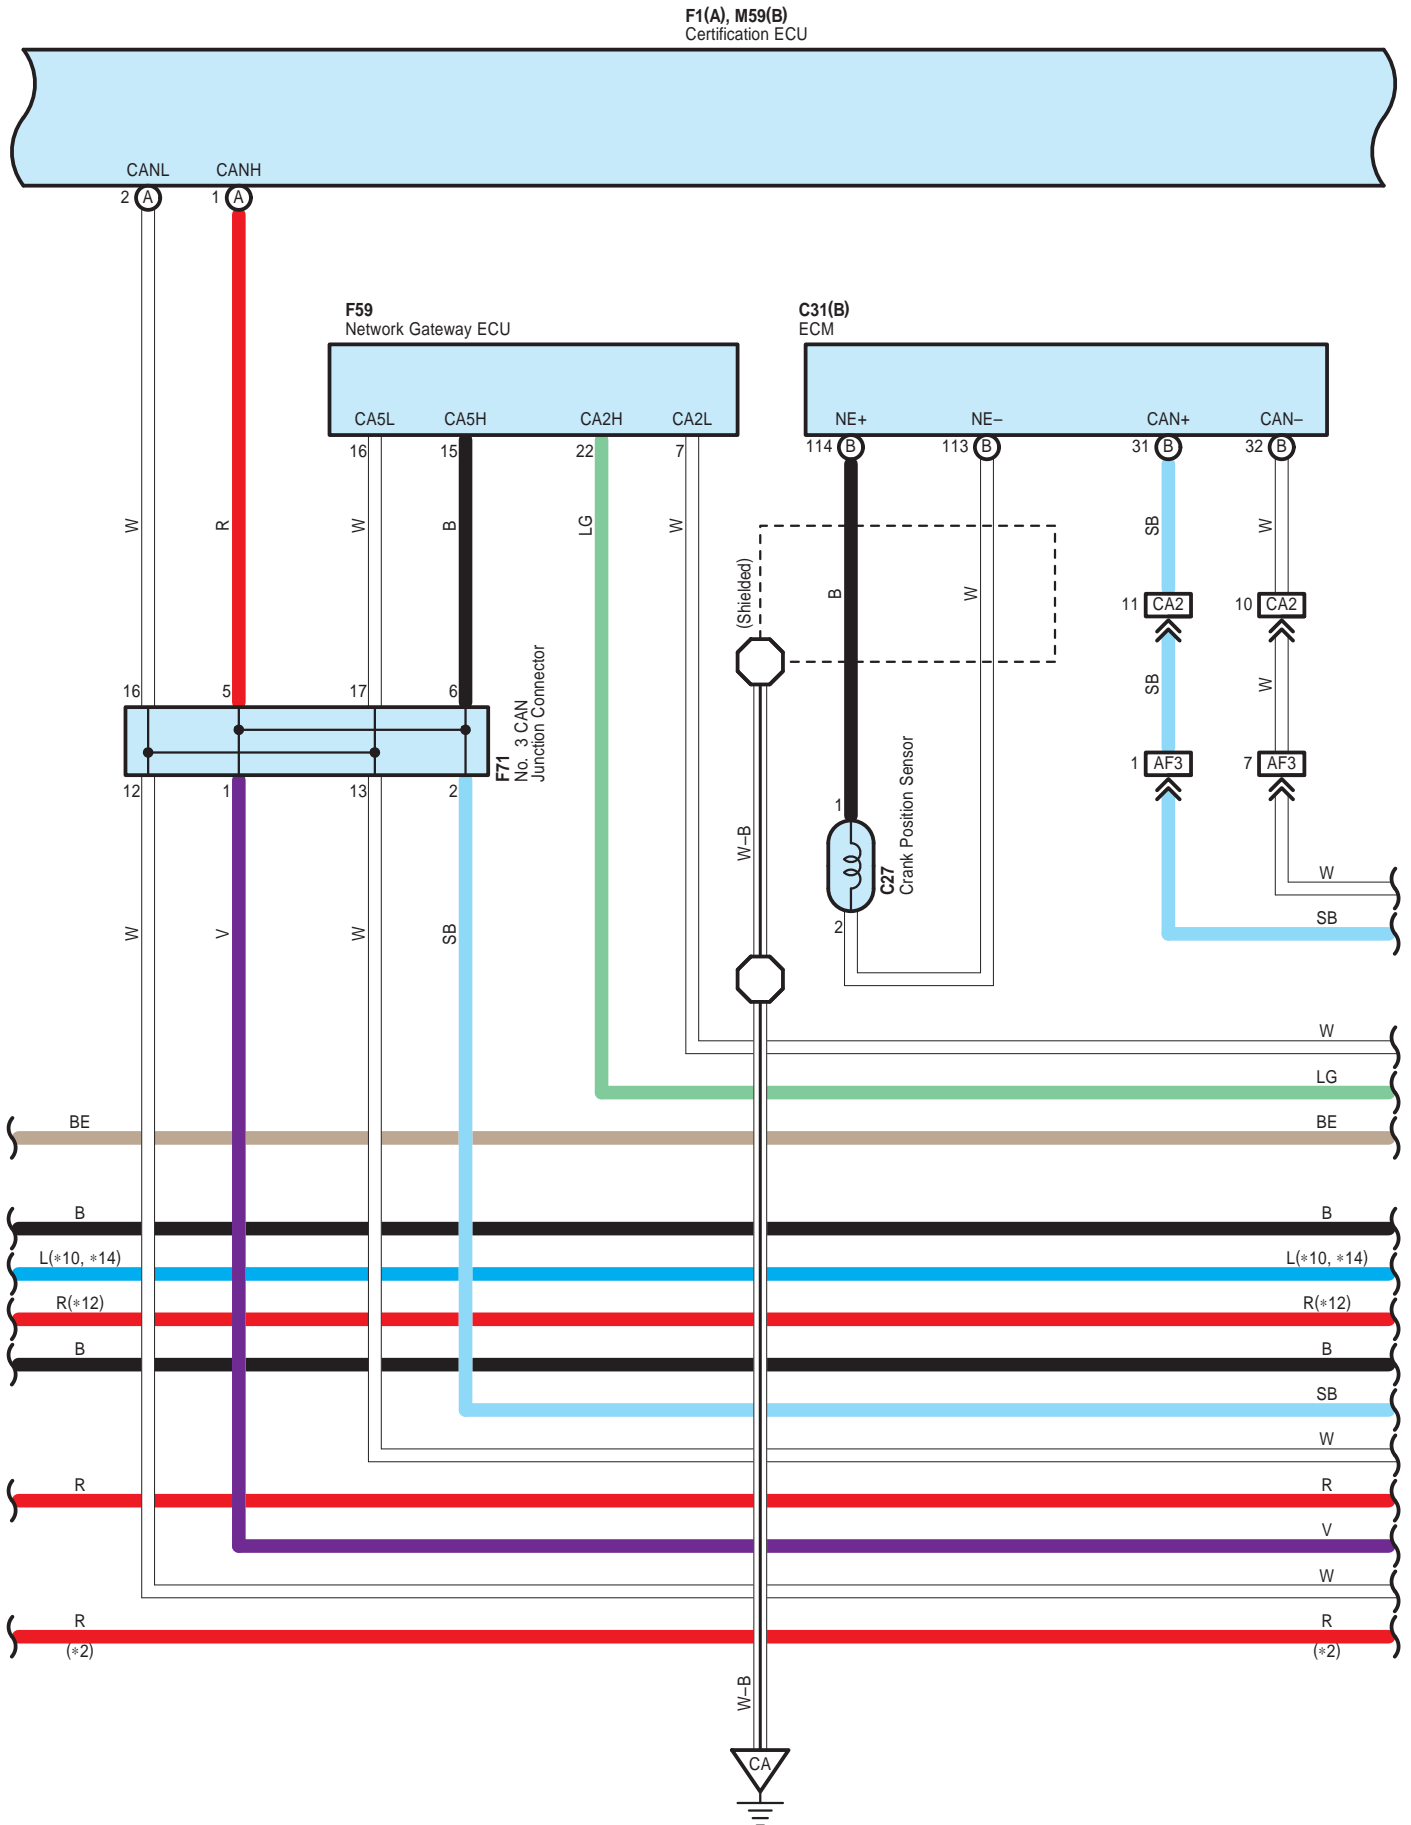 F1(A), M59(B)
Certification ECU
CANL
CANH
2
A
1
A
F59
Network Gateway ECU
C31(B)
ECM
CA5L
CA5H
CA2H
CA2L
NE+
NE–
CAN+
CAN–
16
15
22
7
114
B
113
B
31
B
32
B
W
R
W
B
LG
W
SB
W
(Shielded)
B
W
11
CA2
10
CA2
SB
W
16
5
17
6
F71
No. 3 CAN
Junction Connector
12
1
13
2
1
AF3
7
AF3
1
C27
Crank Position Sensor
2
W–B
W
V
W
SB
W
SB
W
LG
BE
BE
B
B
L(*10, *14)
L(*10, *14)
R(*12)
R(*12)
B
B
SB
W
R
R
V
W
R
(*2)
R
(*2)
W–B
CA